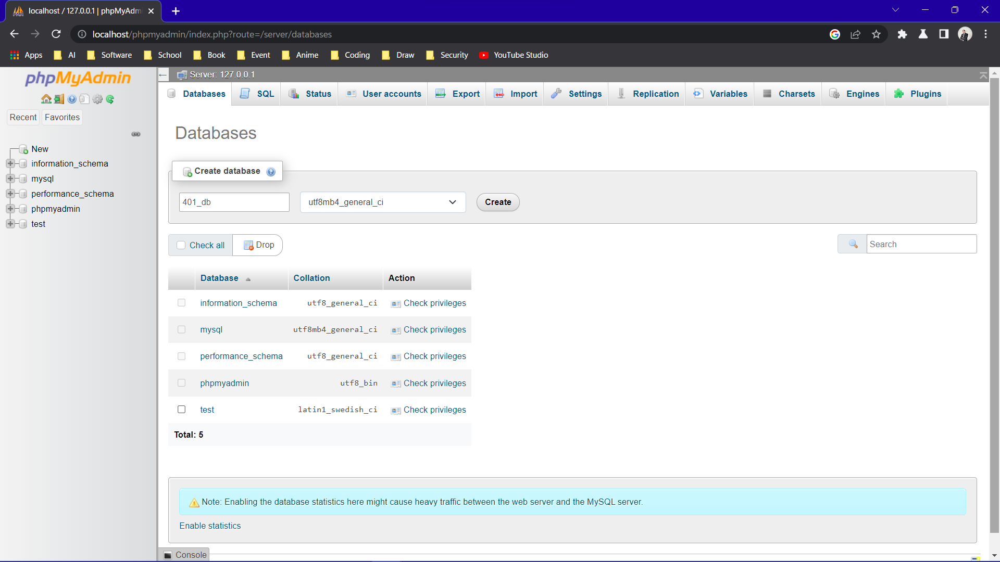 localhost / 127.0.0.1 | phpMyAdm
localhost/phpmyadmin/index.php?route=/server/databases
Apps AI Software School Book Event Anime Coding Draw Security YouTube Studio
phpMyAdmin
Recent Favorites
New
information_schema
mysql
performance_schema
phpmyadmin
test
Server: 127.0.0.1
Databases SQL Status User accounts Export Import Settings Replication Variables Charsets Engines Plugins
Databases
Create database
401_db utf8mb4_general_ci Create
Check all Drop Search
Database Collation Action
information_schema utf8_general_ci Check privileges
mysql utf8mb4_general_ci Check privileges
performance_schema utf8_general_ci Check privileges
phpmyadmin utf8_bin Check privileges
test latin1_swedish_ci Check privileges
Total: 5
Note: Enabling the database statistics here might cause heavy traffic between the web server and the MySQL server.
Enable statistics
Console